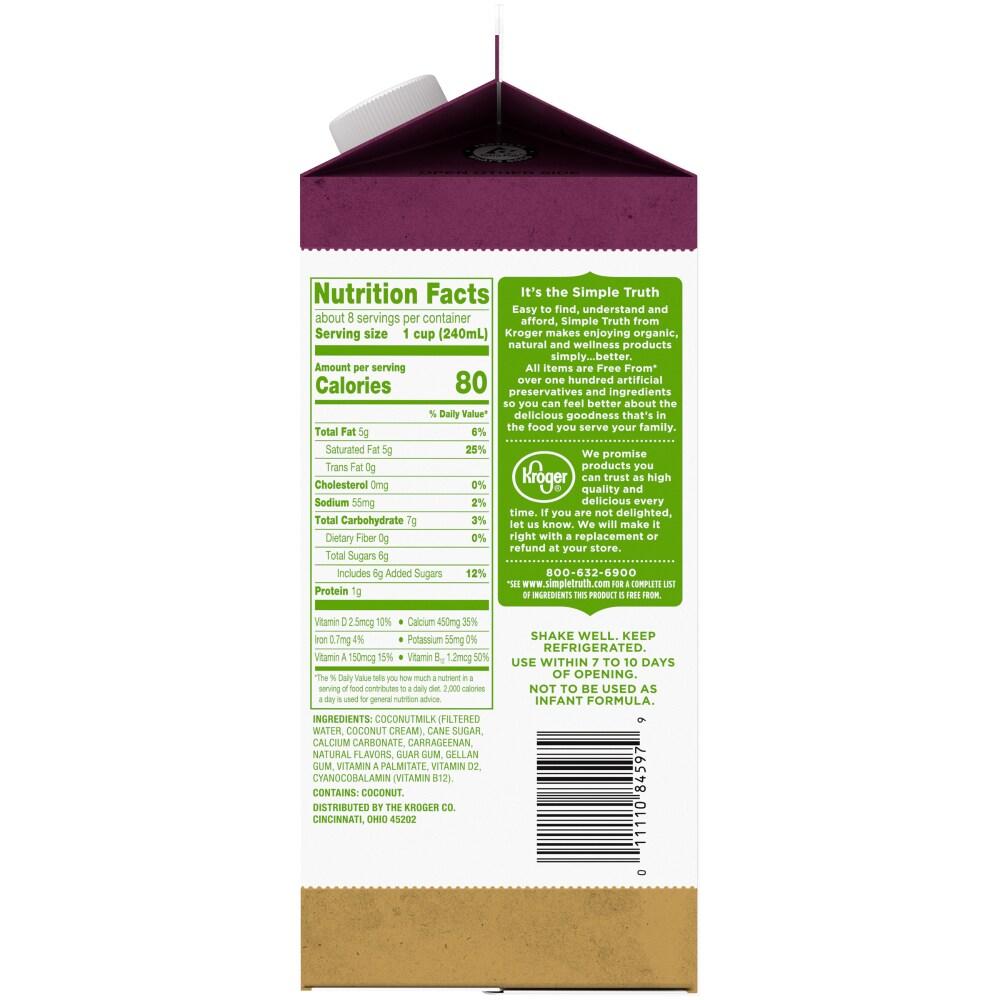 OPEN OTHER SIDE
Nutrition Facts
about 8 servings per container
Serving size 1 cup (240mL)
Amount per serving
Calories 80
% Daily Value*
Total Fat 5g 6%
Saturated Fat 5g 25%
Trans Fat 0g
Cholesterol 0mg 0%
Sodium 55mg 2%
Total Carbohydrate 7g 3%
Dietary Fiber 0g 0%
Total Sugars 6g
Includes 6g Added Sugars 12%
Protein 1g
Vitamin D 2.5mcg 10% • Calcium 450mg 35%
Iron 0.7mg 4% • Potassium 55mg 0%
Vitamin A 150mcg 15% • Vitamin B12 1.2mcg 50%
*The % Daily Value tells you how much a nutrient in a
serving of food contributes to a daily diet. 2,000 calories
a day is used for general nutrition advice.
INGREDIENTS: COCONUTMILK (FILTERED
WATER, COCONUT CREAM), CANE SUGAR,
CALCIUM CARBONATE, CARRAGEENAN,
NATURAL FLAVORS, GUAR GUM, GELLAN
GUM, VITAMIN A PALMITATE, VITAMIN D2,
CYANOCOBALAMIN (VITAMIN B12).
CONTAINS: COCONUT.
DISTRIBUTED BY THE KROGER CO.
CINCINNATI, OHIO 45202
It's the Simple Truth
Easy to find, understand and
afford, Simple Truth from
Kroger makes enjoying organic,
natural and wellness products
simply...better.
All items are Free From*
over one hundred artificial
preservatives and ingredients
so you can feel better about the
delicious goodness that's in
the food you serve your family.
Kroger®
We promise
products you
can trust as high
quality and
delicious every
time. If you are not delighted,
let us know. We will make it
right with a replacement or
refund at your store.
800-632-6900
*SEE www.simpletruth.com FOR A COMPLETE LIST
OF INGREDIENTS THIS PRODUCT IS FREE FROM.
SHAKE WELL. KEEP
REFRIGERATED.
USE WITHIN 7 TO 10 DAYS
OF OPENING.
NOT TO BE USED AS
INFANT FORMULA.
0 11110 84597 9